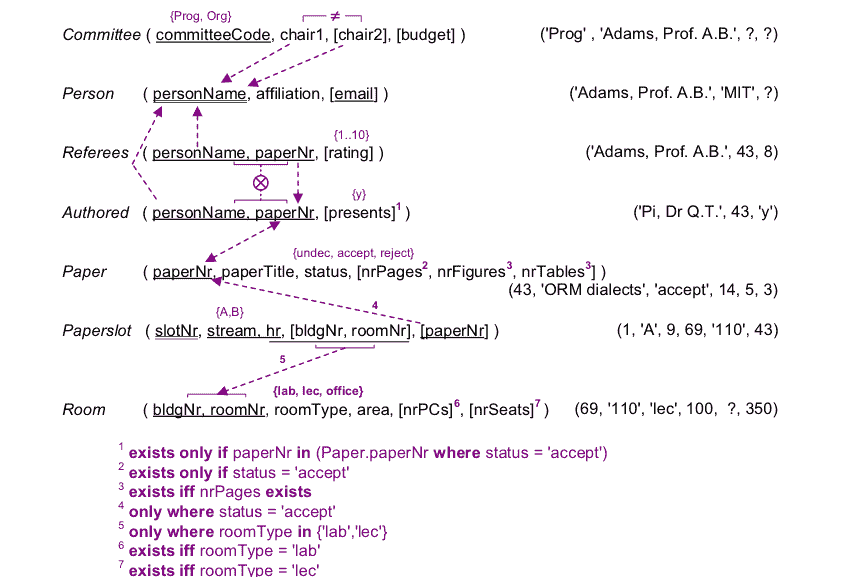 {Prog, Org} ≠
Committee ( committeeCode, chair1, [chair2], [budget] ) ('Prog' , 'Adams, Prof. A.B.', ?, ?)
Person ( personName, affiliation, [email] ) ('Adams, Prof. A.B.', 'MIT', ?)
{1..10}
Referees ( personName, paperNr, [rating] ) ('Adams, Prof. A.B.', 43, 8)
{y}
Authored ( personName, paperNr, [presents]1 ) ('Pi, Dr Q.T.', 43, 'y')
{undec, accept, reject}
Paper ( paperNr, paperTitle, status, [nrPages2, nrFigures3, nrTables3] )
(43, 'ORM dialects', 'accept', 14, 5, 3)
4
{A,B}
Paperslot ( slotNr, stream, hr, [bldgNr, roomNr], [paperNr] ) (1, 'A', 9, 69, '110', 43)
5
{lab, lec, office}
Room ( bldgNr, roomNr, roomType, area, [nrPCs]6, [nrSeats]7 ) (69, '110', 'lec', 100, ?, 350)
1 exists only if paperNr in (Paper.paperNr where status = 'accept')
2 exists only if status = 'accept'
3 exists iff nrPages exists
4 only where status = 'accept'
5 only where roomType in {'lab','lec'}
6 exists iff roomType = 'lab'
7 exists iff roomType = 'lec'